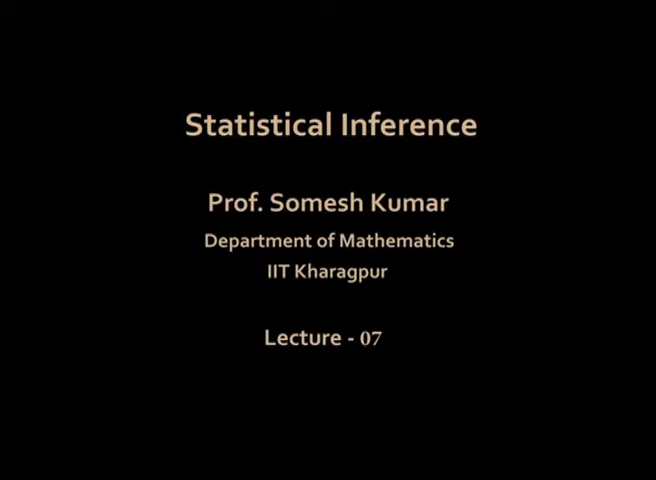 Statistical Inference
Prof. Somesh Kumar
Department of Mathematics
IIT Kharagpur
Lecture - 07